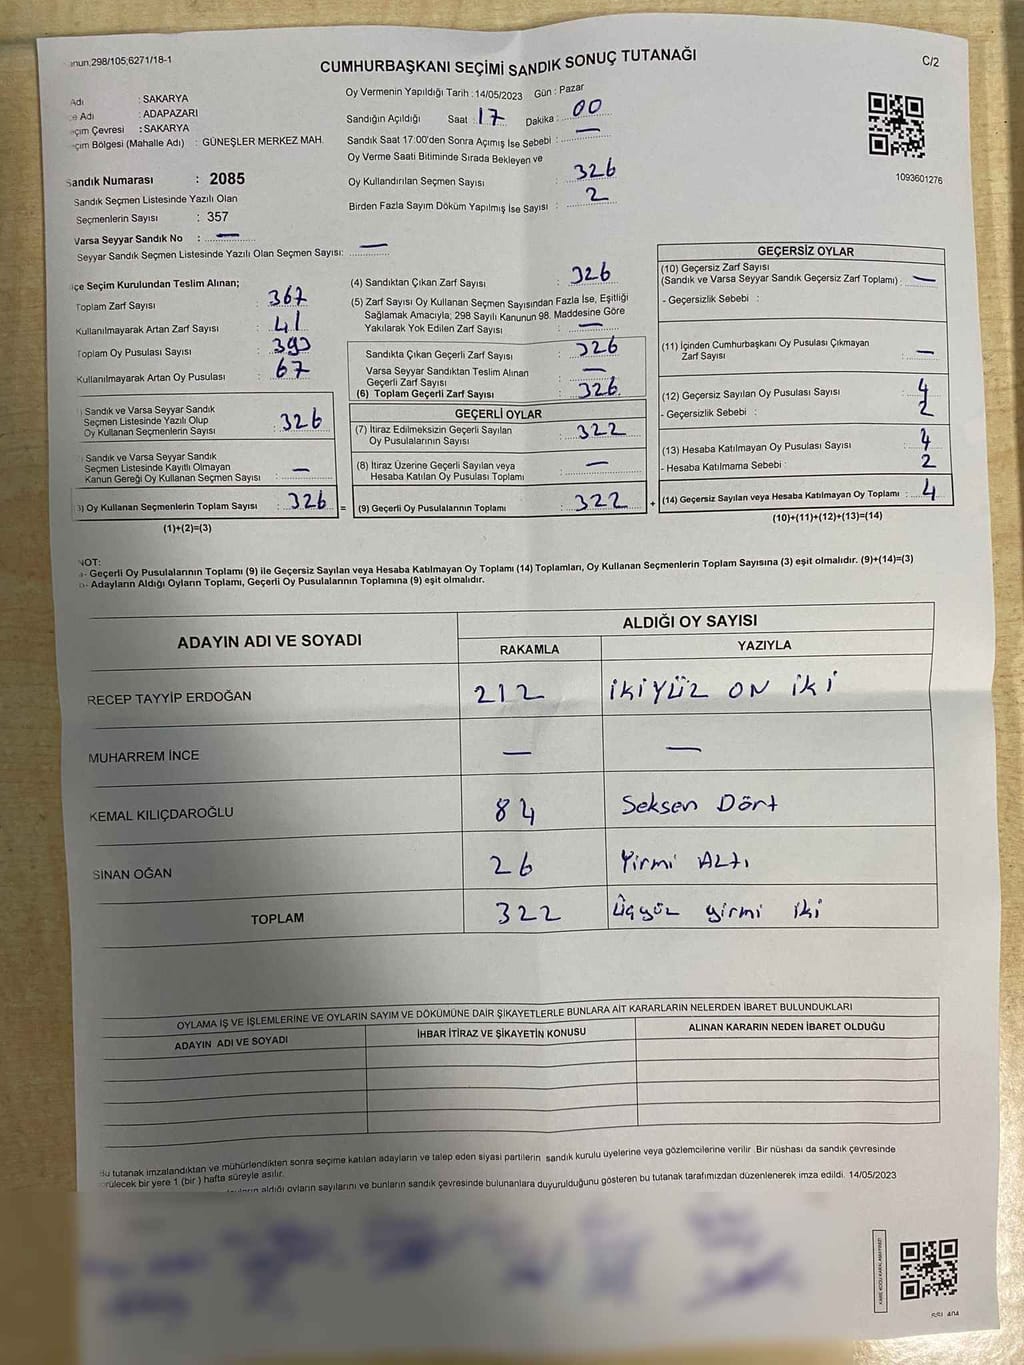 298/105;6271/18-1
CUMHURBAŞKANI SEÇİMİ SANDIK SONUÇ TUTANAĞI
C/2
Adı : SAKARYA
Adı : ADAPAZARI
Çevresi : SAKARYA
Bölgesi (Mahalle Adı) : GÜNEŞLER MERKEZ MAH.
Sandık Numarası : 2085
Sandık Seçmen Listesinde Yazılı Olan
Seçmenlerin Sayısı : 357
Varsa Seyyar Sandık No : —
Seyyar Sandık Seçmen Listesinde Yazılı Olan Seçmen Sayısı: —
Oy Vermenin Yapıldığı Tarih : 14/05/2023 Gün : Pazar
Sandığın Açıldığı Saat : 17 Dakika : 00
Sandık Saat 17:00'den Sonra Açımış İse Sebebi : —
Oy Verme Saati Bitiminde Sırada Bekleyen ve
Oy Kullandırılan Seçmen Sayısı : 326
Birden Fazla Sayım Döküm Yapılmış İse Sayısı : 2
1093601276
İlçe Seçim Kurulundan Teslim Alınan;
Toplam Zarf Sayısı : 367
Kullanılmayarak Artan Zarf Sayısı : 41
Toplam Oy Pusulası Sayısı : 393
Kullanılmayarak Artan Oy Pusulası : 67
) Sandık ve Varsa Seyyar Sandık
Seçmen Listesinde Yazılı Olup
Oy Kullanan Seçmenlerin Sayısı : 326
) Sandık ve Varsa Seyyar Sandık
Seçmen Listesinde Kayıtlı Olmayan
Kanun Gereği Oy Kullanan Seçmen Sayısı : —
3) Oy Kullanan Seçmenlerin Toplam Sayısı : 326 =
(1)+(2)=(3)
(4) Sandıktan Çıkan Zarf Sayısı : 326
(5) Zarf Sayısı Oy Kullanan Seçmen Sayısından Fazla İse, Eşitliği
Sağlamak Amacıyla; 298 Sayılı Kanunun 98. Maddesine Göre
Yakılarak Yok Edilen Zarf Sayısı : —
Sandıkta Çıkan Geçerli Zarf Sayısı : 326
Varsa Seyyar Sandıktan Teslim Alınan
Geçerli Zarf Sayısı : —
(6) Toplam Geçerli Zarf Sayısı : 326
GEÇERLİ OYLAR
(7) İtiraz Edilmeksizin Geçerli Sayılan
Oy Pusulalarının Sayısı : 322
(8) İtiraz Üzerine Geçerli Sayılan veya
Hesaba Katılan Oy Pusulası Toplamı : —
(9) Geçerli Oy Pusulalarının Toplamı : 322 +
GEÇERSİZ OYLAR
(10) Geçersiz Zarf Sayısı
(Sandık ve Varsa Seyyar Sandık Geçersiz Zarf Toplamı) : —
- Geçersizlik Sebebi :
(11) İçinden Cumhurbaşkanı Oy Pusulası Çıkmayan
Zarf Sayısı : —
(12) Geçersiz Sayılan Oy Pusulası Sayısı : 4
- Geçersizlik Sebebi : 2
(13) Hesaba Katılmayan Oy Pusulası Sayısı : 4
- Hesaba Katılmama Sebebi : 2
(14) Geçersiz Sayılan veya Hesaba Katılmayan Oy Toplamı : 4
(10)+(11)+(12)+(13)=(14)
NOT:
a- Geçerli Oy Pusulalarının Toplamı (9) ile Geçersiz Sayılan veya Hesaba Katılmayan Oy Toplamı (14) Toplamları, Oy Kullanan Seçmenlerin Toplam Sayısına (3) eşit olmalıdır. (9)+(14)=(3)
b- Adayların Aldığı Oyların Toplamı, Geçerli Oy Pusulalarının Toplamına (9) eşit olmalıdır.
ADAYIN ADI VE SOYADI
ALDIĞI OY SAYISI
RAKAMLA YAZIYLA
RECEP TAYYİP ERDOĞAN 212 İKİYÜZ ON İKİ
MUHARREM İNCE — —
KEMAL KILIÇDAROĞLU 84 Seksen Dört
SİNAN OĞAN 26 Yirmi Altı
TOPLAM 322 Üçyüz yirmi iki
OYLAMA İŞ VE İŞLEMLERİNE VE OYLARIN SAYIM VE DÖKÜMÜNE DAİR ŞİKAYETLERLE BUNLARA AİT KARARLARIN NELERDEN İBARET BULUNDUKLARI
ADAYIN ADI VE SOYADI İHBAR İTİRAZ VE ŞİKAYETİN KONUSU ALINAN KARARIN NEDEN İBARET OLDUĞU
Bu tutanak imzalandıktan ve mühürlendikten sonra seçime katılan adayların ve talep eden siyasi partilerin sandık kurulu üyelerine veya gözlemcilerine verilir. Bir nüshası da sandık çevresinde
görülecek bir yere 1 (bir) hafta süreyle asılır.
aldığı oyların sayılarını ve bunların sandık çevresinde bulunanlara duyurulduğunu gösteren bu tutanak tarafımızdan düzenlenerek imza edildi. 14/05/2023